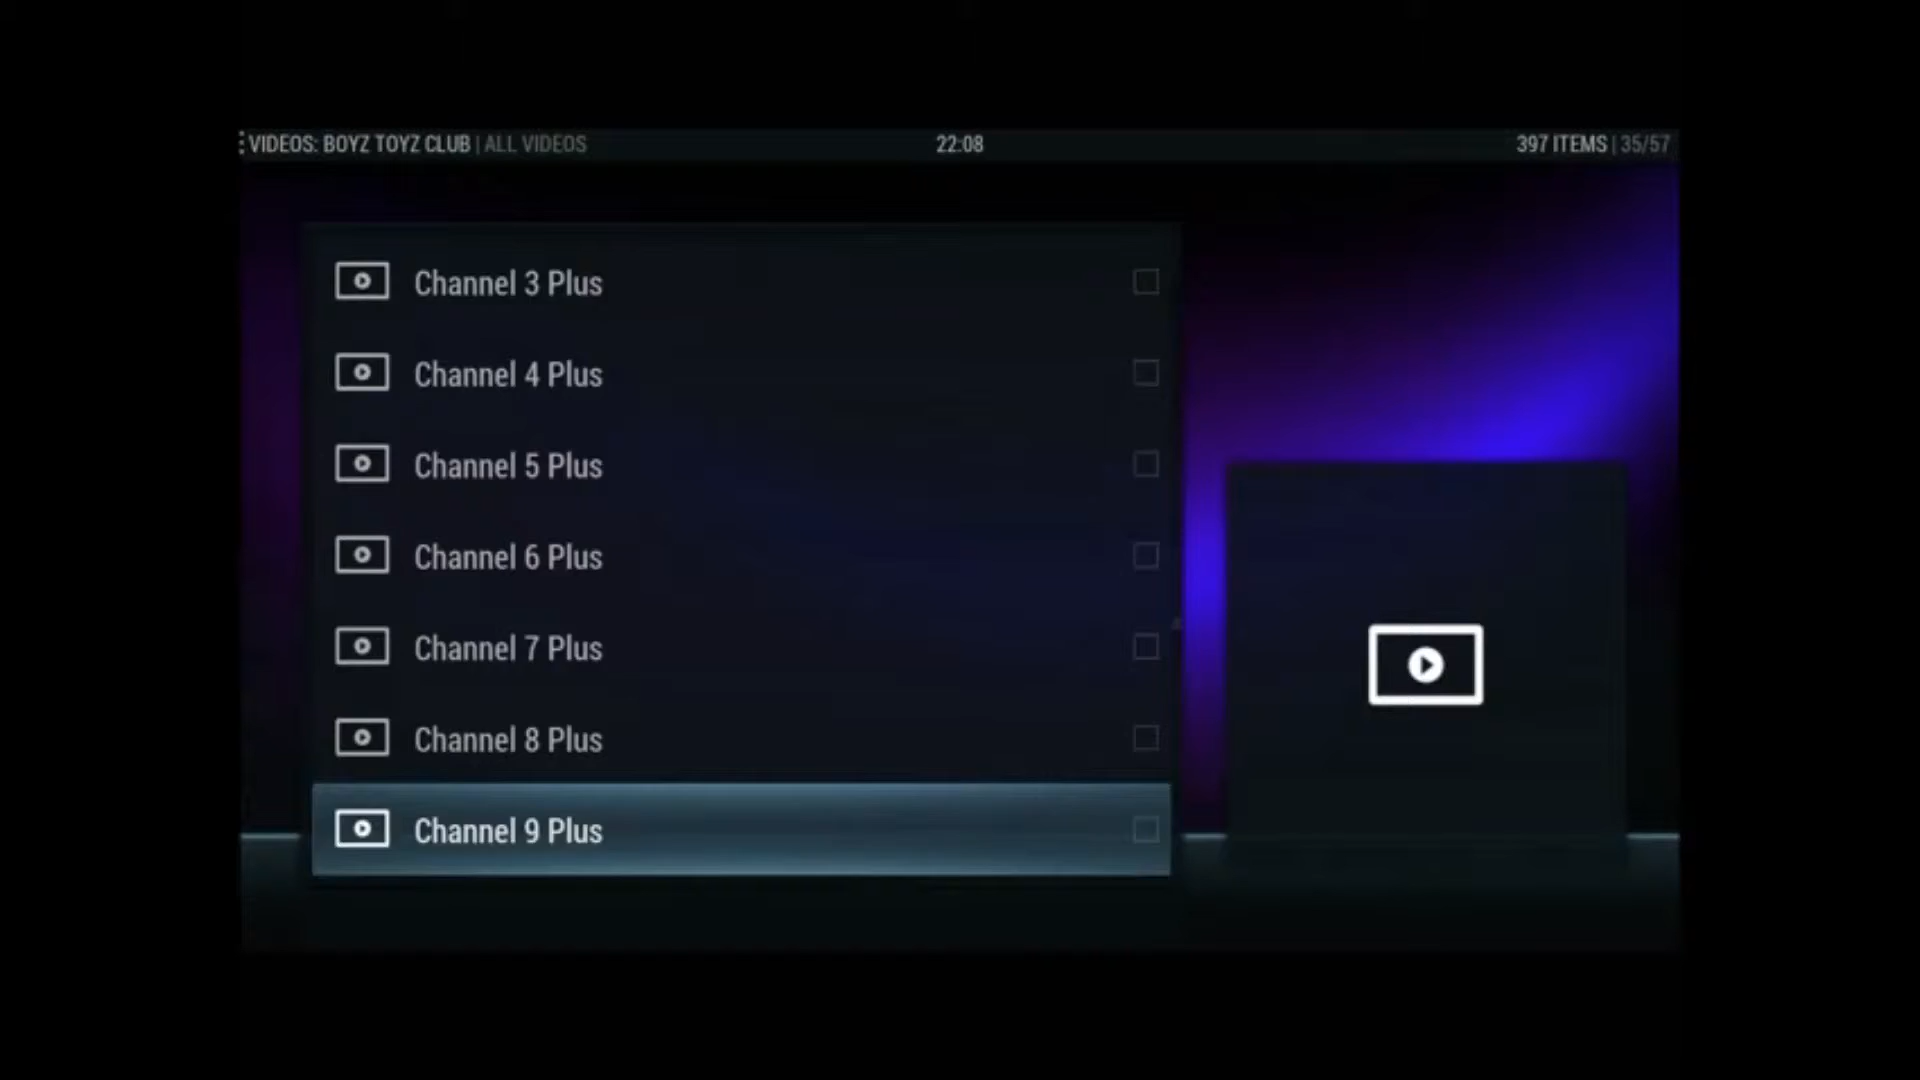 VIDEOS: BOYZ TOYZ CLUB | ALL VIDEOS
22:08
397 ITEMS | 35/57
Channel 3 Plus
Channel 4 Plus
Channel 5 Plus
Channel 6 Plus
Channel 7 Plus
Channel 8 Plus
Channel 9 Plus